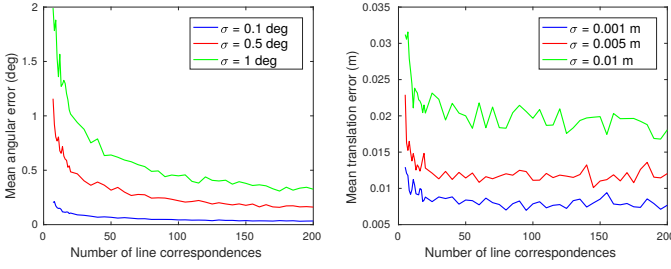 Mean angular error (deg)
2
1.5
1
0.5
0
0
50
100
150
200
Number of line correspondences
σ = 0.1 deg
σ = 0.5 deg
σ = 1 deg
Mean translation error (m)
0.035
0.03
0.025
0.02
0.015
0.01
0.005
0
50
100
150
200
Number of line correspondences
σ = 0.001 m
σ = 0.005 m
σ = 0.01 m